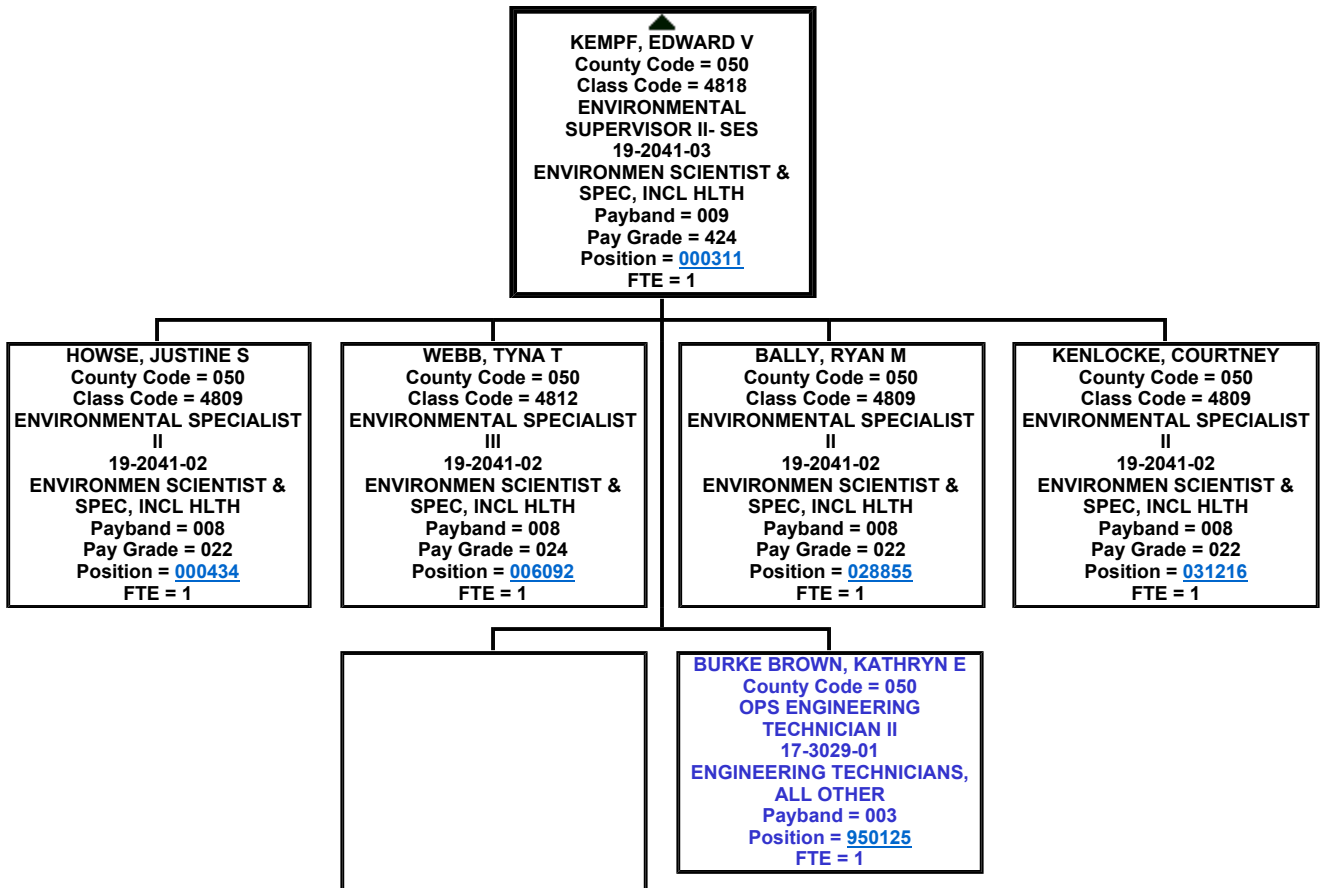 KEMPF, EDWARD V
County Code = 050
Class Code = 4818
ENVIRONMENTAL
SUPERVISOR II- SES
19-2041-03
ENVIRONMEN SCIENTIST &
SPEC, INCL HLTH
Payband = 009
Pay Grade = 424
Position = 000311
FTE = 1
HOWSE, JUSTINE S
County Code = 050
Class Code = 4809
ENVIRONMENTAL SPECIALIST
II
19-2041-02
ENVIRONMEN SCIENTIST &
SPEC, INCL HLTH
Payband = 008
Pay Grade = 022
Position = 000434
FTE = 1
WEBB, TYNA T
County Code = 050
Class Code = 4812
ENVIRONMENTAL SPECIALIST
III
19-2041-02
ENVIRONMEN SCIENTIST &
SPEC, INCL HLTH
Payband = 008
Pay Grade = 024
Position = 006092
FTE = 1
BALLY, RYAN M
County Code = 050
Class Code = 4809
ENVIRONMENTAL SPECIALIST
II
19-2041-02
ENVIRONMEN SCIENTIST &
SPEC, INCL HLTH
Payband = 008
Pay Grade = 022
Position = 028855
FTE = 1
KENLOCKE, COURTNEY
County Code = 050
Class Code = 4809
ENVIRONMENTAL SPECIALIST
II
19-2041-02
ENVIRONMEN SCIENTIST &
SPEC, INCL HLTH
Payband = 008
Pay Grade = 022
Position = 031216
FTE = 1
BURKE BROWN, KATHRYN E
County Code = 050
OPS ENGINEERING
TECHNICIAN II
17-3029-01
ENGINEERING TECHNICIANS,
ALL OTHER
Payband = 003
Position = 950125
FTE = 1